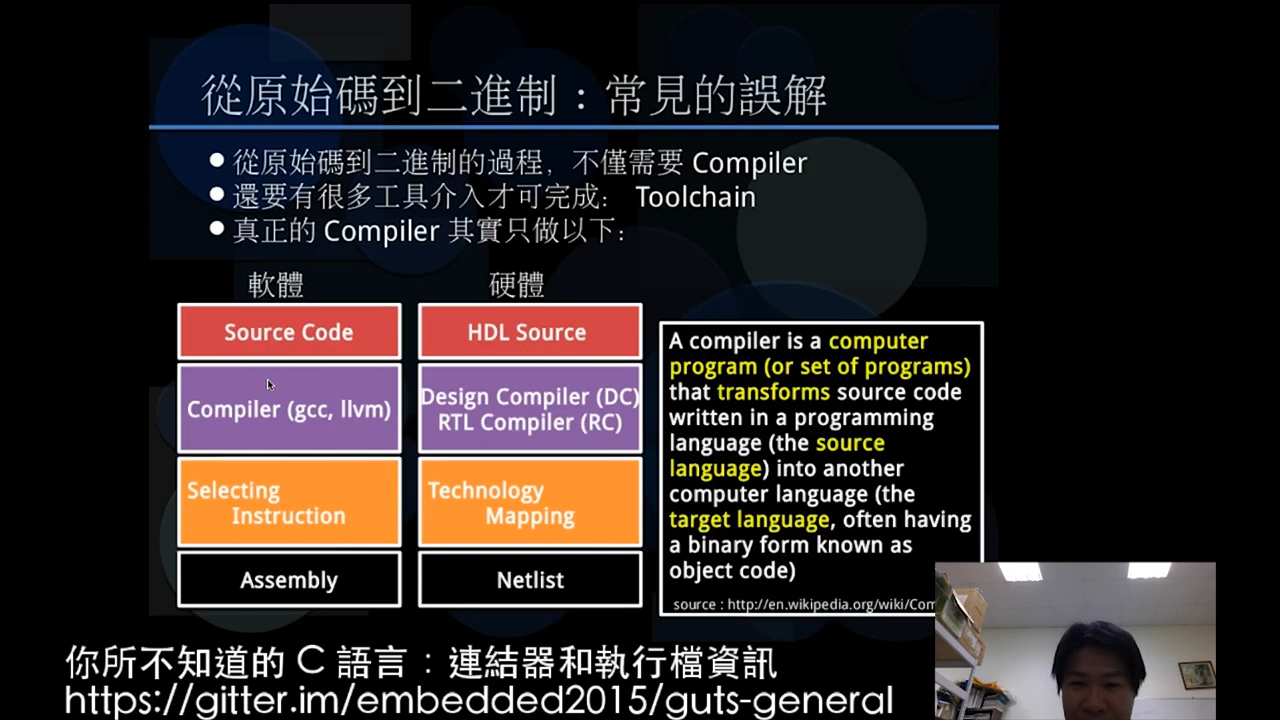 從原始碼到二進制：常見的誤解
● 從原始碼到二進制的過程，不僅需要 Compiler
● 還要有很多工具介入才可完成： Toolchain
● 真正的 Compiler 其實只做以下：
軟體
Source Code
Compiler (gcc, llvm)
Selecting
Instruction
Assembly
硬體
HDL Source
Design Compiler (DC)
RTL Compiler (RC)
Technology
Mapping
Netlist
A compiler is a computer
program (or set of programs)
that transforms source code
written in a programming
language (the source
language) into another
computer language (the
target language, often having
a binary form known as
object code)
source : http://en.wikipedia.org/wiki/Com
你所不知道的 C 語言：連結器和執行檔資訊
https://gitter.im/embedded2015/guts-general